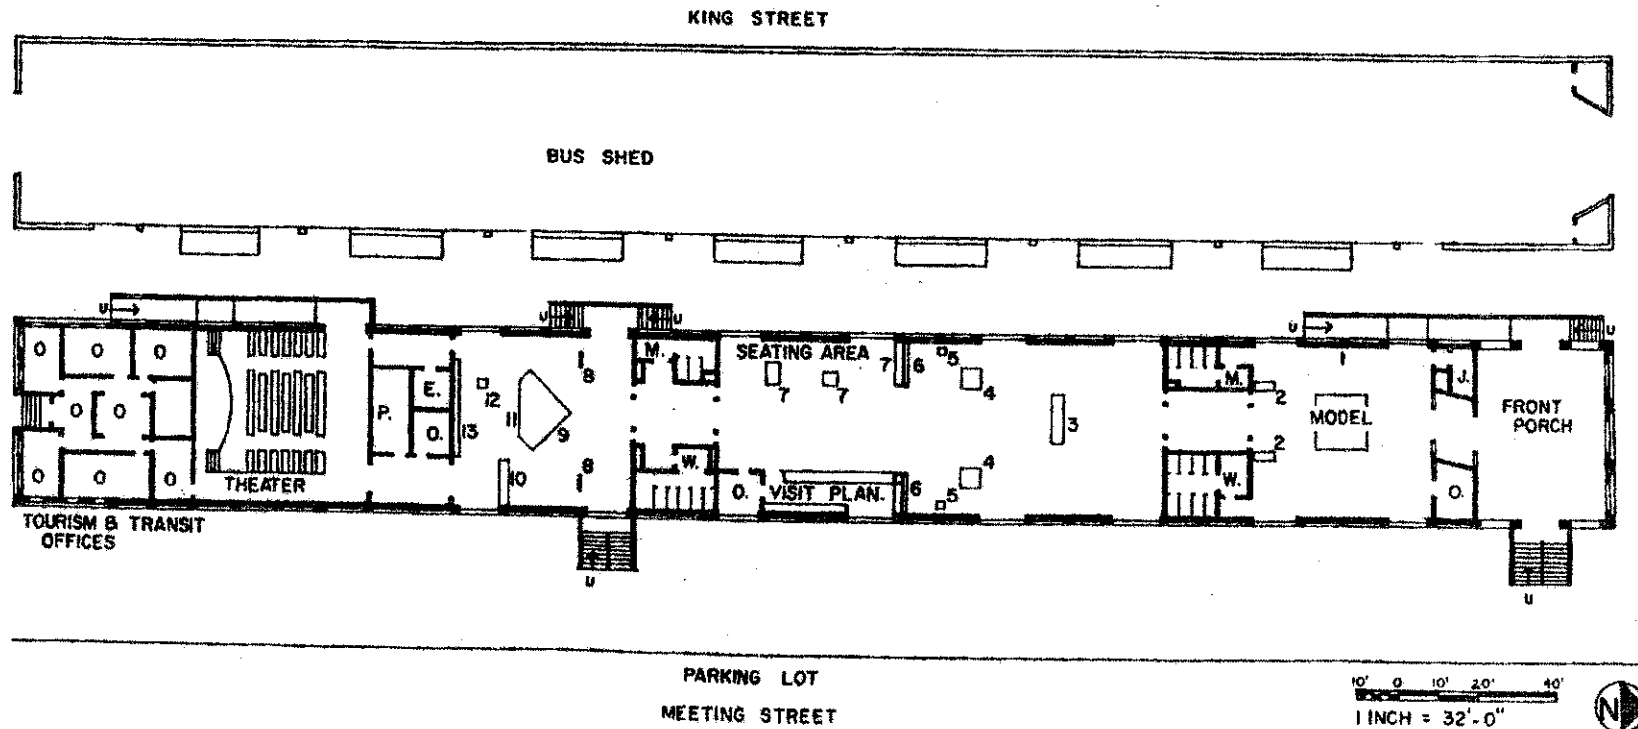 KING STREET
BUS SHED
U
U
U
U
U
O
O
O
M.
SEATING AREA
7
6
5
M.
1
J.
E.
12
8
7
7
4
2
O
O
P.
O.
13
11
9
3
MODEL
FRONT
PORCH
O
O
O
THEATER
10
8
W.
O.
VISIT PLAN.
6
4
5
2
W.
O.
TOURISM & TRANSIT
OFFICES
U
U
PARKING LOT
MEETING STREET
10' 0 10' 20' 40'
1 INCH = 32'-0"
N